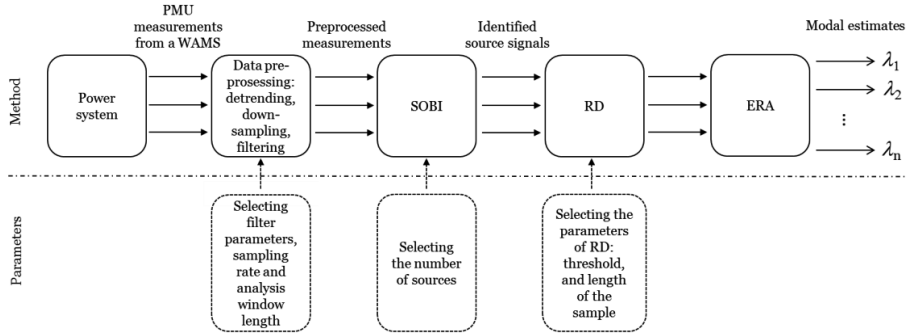 PMU
measurements
from a WAMS
Preprocessed
measurements
Identified
source signals
Modal estimates
Method
Power
system
Data pre-
prosessing:
detrending,
down-
sampling,
filtering
SOBI
RD
ERA
λ1
λ2
⋮
λn
Parameters
Selecting
filter
parameters,
sampling
rate and
analysis
window
length
Selecting
the number
of sources
Selecting the
parameters
of RD:
threshold,
and length
of the
sample